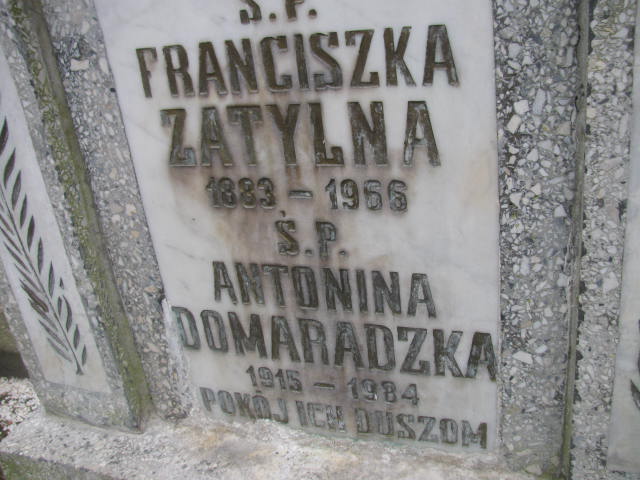 Ś.P.
FRANCISZKA
ZATYLNA
1883 - 1966
Ś.P.
ANTONINA
DOMARADZKA
1915 - 1984
POKÓJ ICH DUSZOM